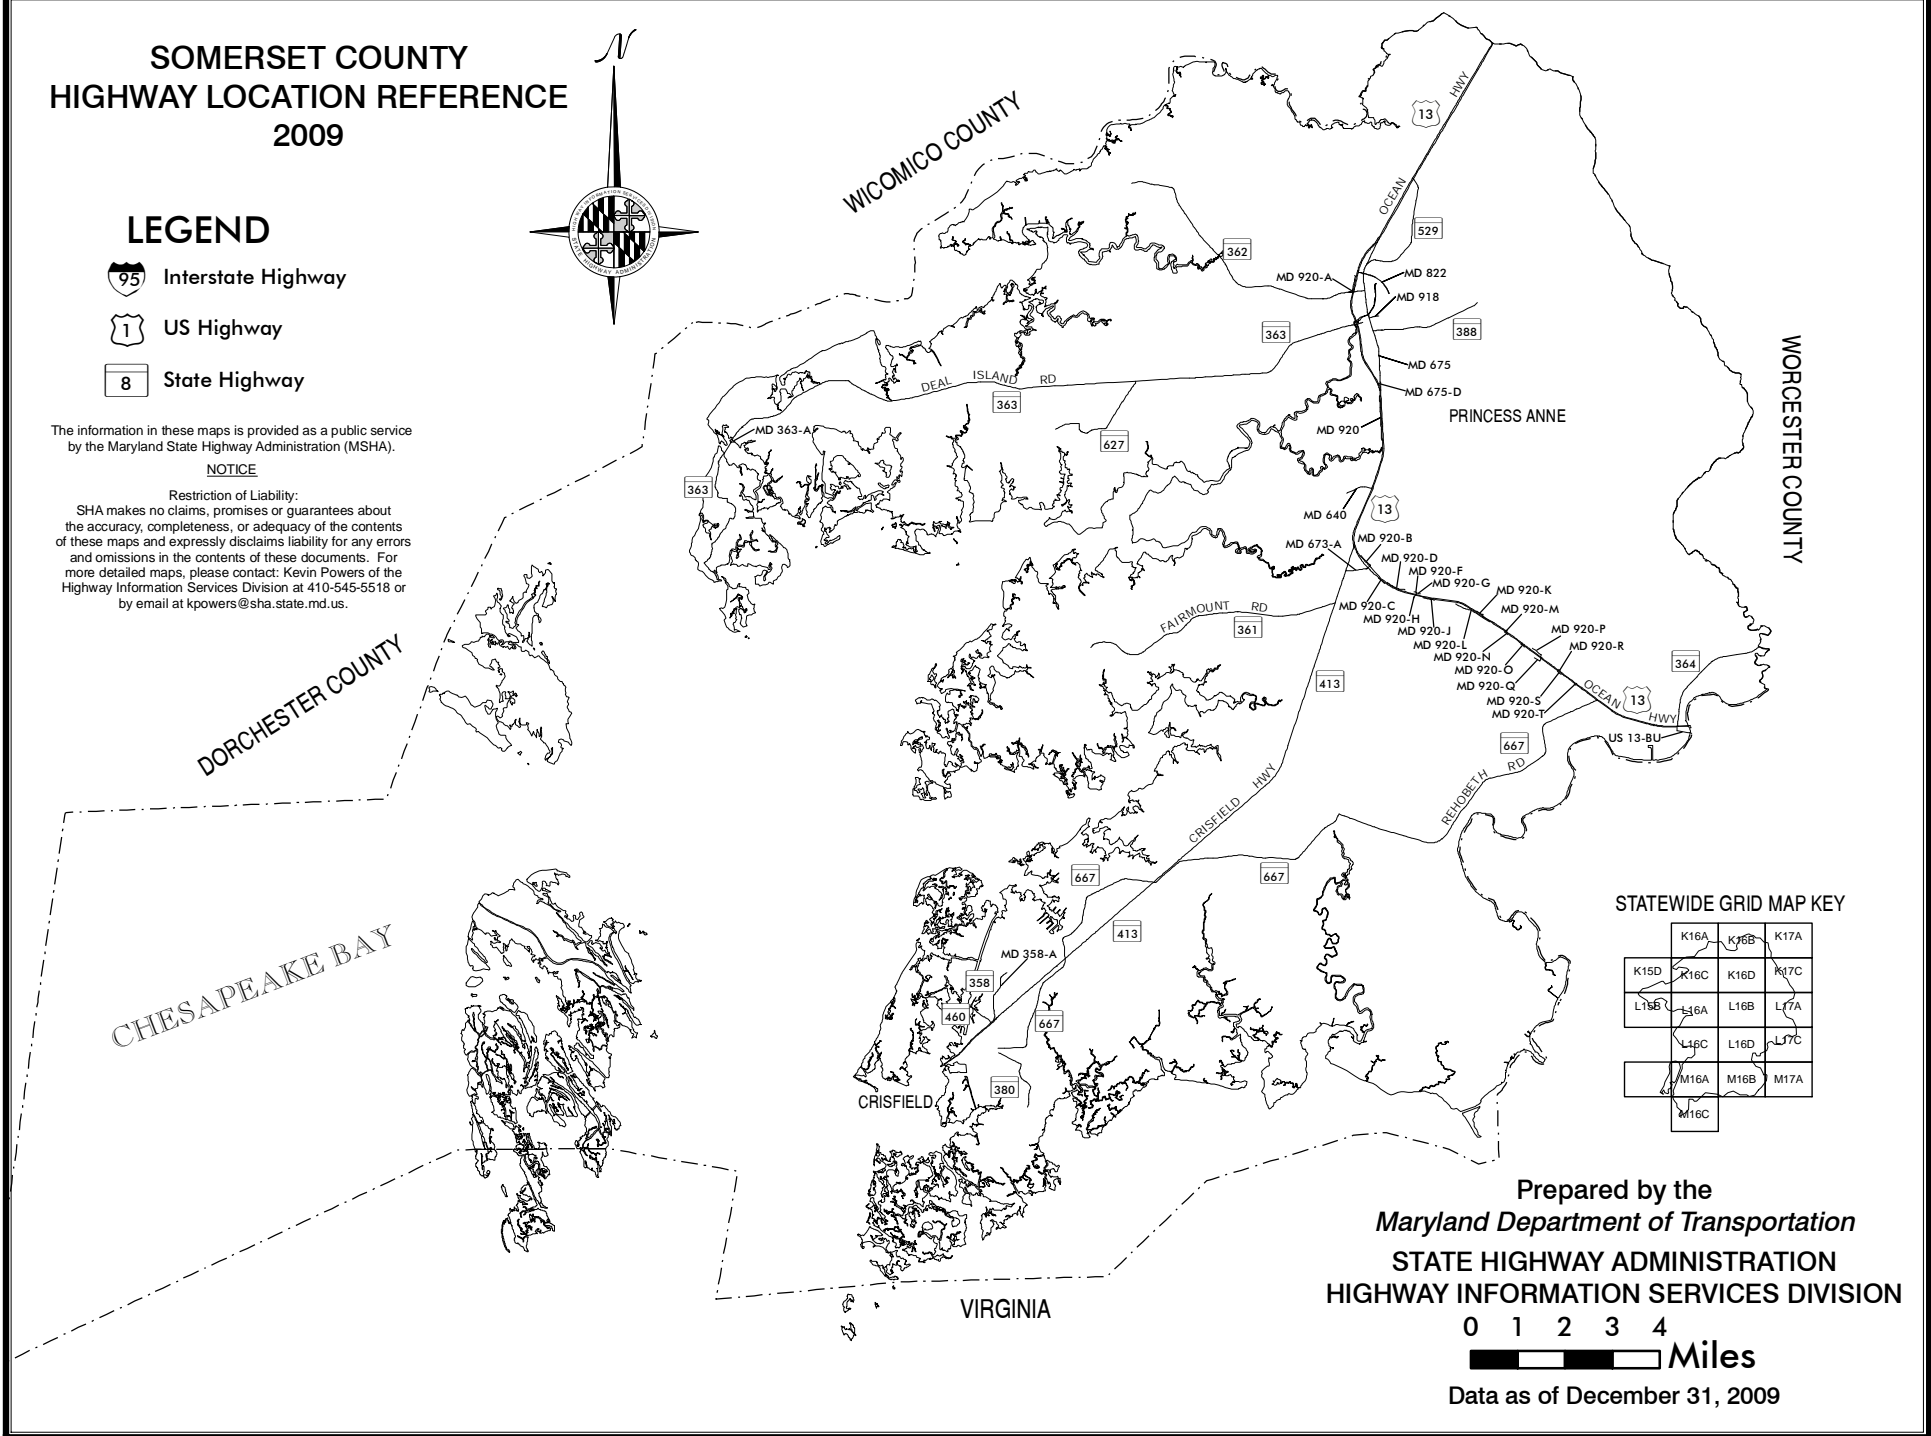 SOMERSET COUNTY
HIGHWAY LOCATION REFERENCE
2009
N
LEGEND
95 Interstate Highway
1 US Highway
8 State Highway
The information in these maps is provided as a public service
by the Maryland State Highway Administration (MSHA).
NOTICE
Restriction of Liability:
SHA makes no claims, promises or guarantees about
the accuracy, completeness, or adequacy of the contents
of these maps and expressly disclaims liability for any errors
and omissions in the contents of these documents. For
more detailed maps, please contact: Kevin Powers of the
Highway Information Services Division at 410-545-5518 or
by email at kpowers@sha.state.md.us.
HIGHWAY INFORMATION SERVICES DIVISION
STATE HIGHWAY ADMINISTRATION
WICOMICO COUNTY
WORCESTER COUNTY
DORCHESTER COUNTY
CHESAPEAKE BAY
VIRGINIA
PRINCESS ANNE
CRISFIELD
OCEAN HWY
13
529
362
MD 920-A
MD 822
MD 918
363
388
MD 675
MD 675-D
DEAL ISLAND RD
363
MD 920
627
MD 363-A
363
MD 640
13
MD 673-A
MD 920-B
MD 920-D
MD 920-F
MD 920-G
MD 920-K
MD 920-C
MD 920-H
MD 920-M
MD 920-J
MD 920-P
MD 920-L
MD 920-R
MD 920-N
MD 920-O
MD 920-Q
MD 920-S
MD 920-T
FAIRMOUNT RD
361
364
413
OCEAN HWY
13
US 13-BU
667
REHOBETH RD
CRISFIELD HWY
667
667
413
MD 358-A
358
460
667
380
STATEWIDE GRID MAP KEY
K16A K16B K17A
K15D K16C K16D K17C
L15B L16A L16B L17A
L16C L16D L17C
M16A M16B M17A
M16C
Prepared by the
Maryland Department of Transportation
STATE HIGHWAY ADMINISTRATION
HIGHWAY INFORMATION SERVICES DIVISION
0 1 2 3 4
Miles
Data as of December 31, 2009